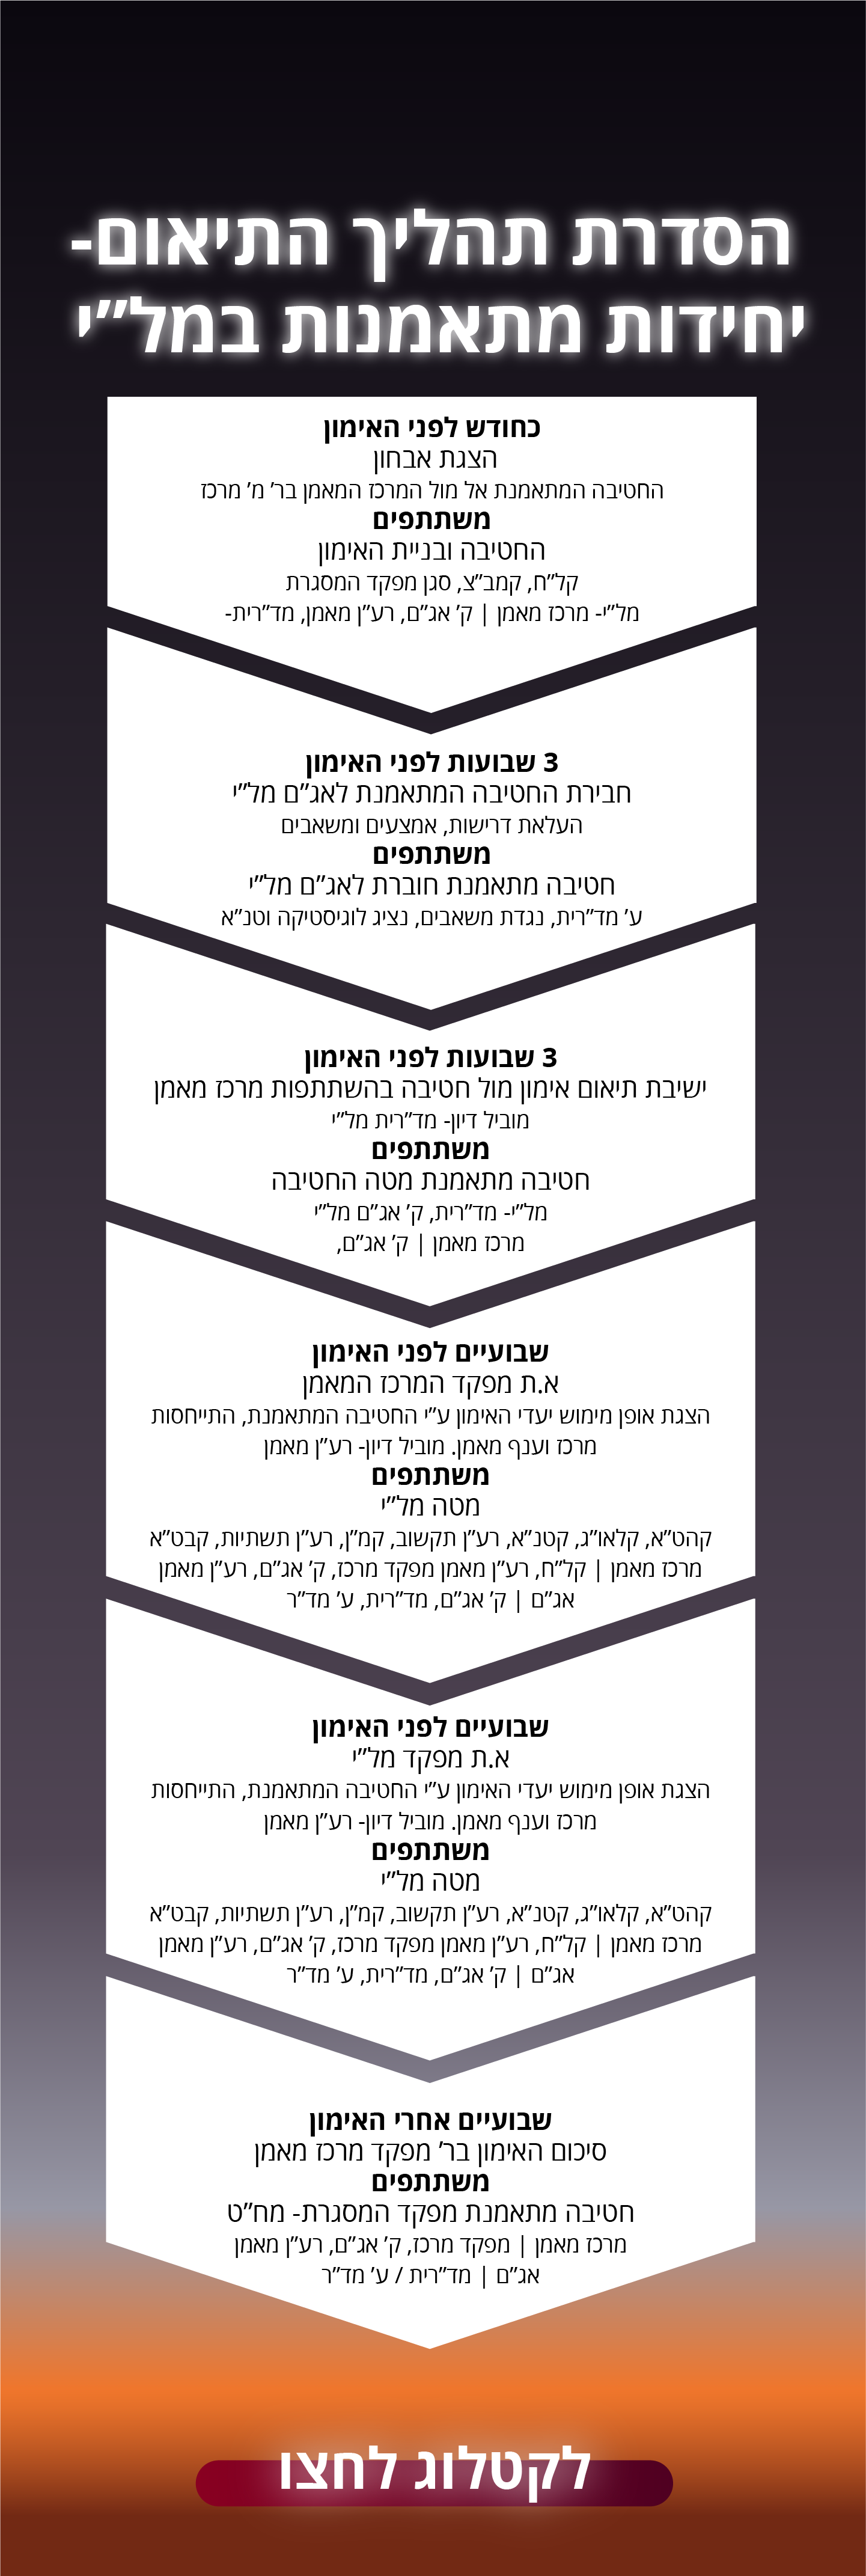 הסדרת תהליך התיאום-
יחידות מתאמנות במל"י
כחודש לפני האימון
הצגת אבחון
החטיבה המתאמנת אל מול המרכז המאמן בר' מ' מרכז
משתתפים
החטיבה ובניית האימון
קל"ח, קמב"צ, סגן מפקד המסגרת
מל"י- מרכז מאמן | ק' אג"ם, רע"ן מאמן, מד"רית-
3 שבועות לפני האימון
חבירת החטיבה המתאמנת לאג"ם מל"י
העלאת דרישות, אמצעים ומשאבים
משתתפים
חטיבה מתאמנת חוברת לאג"ם מל"י
ע' מד"רית, נגדת משאבים, נציג לוגיסטיקה וטנ"א
3 שבועות לפני האימון
ישיבת תיאום אימון מול חטיבה בהשתתפות מרכז מאמן
מוביל דיון- מד"רית מל"י
משתתפים
חטיבה מתאמנת מטה החטיבה
מל"י- מד"רית, ק' אג"ם מל"י
מרכז מאמן | ק' אג"ם,
שבועיים לפני האימון
א.ת מפקד המרכז המאמן
הצגת אופן מימוש יעדי האימון ע"י החטיבה המתאמנת, התייחסות
מרכז וענף מאמן. מוביל דיון- רע"ן מאמן
משתתפים
מטה מל"י
קהט"א, קלאו"ג, קטנ"א, רע"ן תקשוב, קמ"ן, רע"ן תשתיות, קבט"א
מרכז מאמן | קל"ח, רע"ן מאמן מפקד מרכז, ק' אג"ם, רע"ן מאמן
אג"ם | ק' אג"ם, מד"רית, ע' מד"ר
שבועיים לפני האימון
א.ת מפקד מל"י
הצגת אופן מימוש יעדי האימון ע"י החטיבה המתאמנת, התייחסות
מרכז וענף מאמן. מוביל דיון- רע"ן מאמן
משתתפים
מטה מל"י
קהט"א, קלאו"ג, קטנ"א, רע"ן תקשוב, קמ"ן, רע"ן תשתיות, קבט"א
מרכז מאמן | קל"ח, רע"ן מאמן מפקד מרכז, ק' אג"ם, רע"ן מאמן
אג"ם | ק' אג"ם, מד"רית, ע' מד"ר
שבועיים אחרי האימון
סיכום האימון בר' מפקד מרכז מאמן
משתתפים
חטיבה מתאמנת מפקד המסגרת- מח"ט
מרכז מאמן | מפקד מרכז, ק' אג"ם, רע"ן מאמן
אג"ם | מד"רית / ע' מד"ר
לקטלוג לחצו